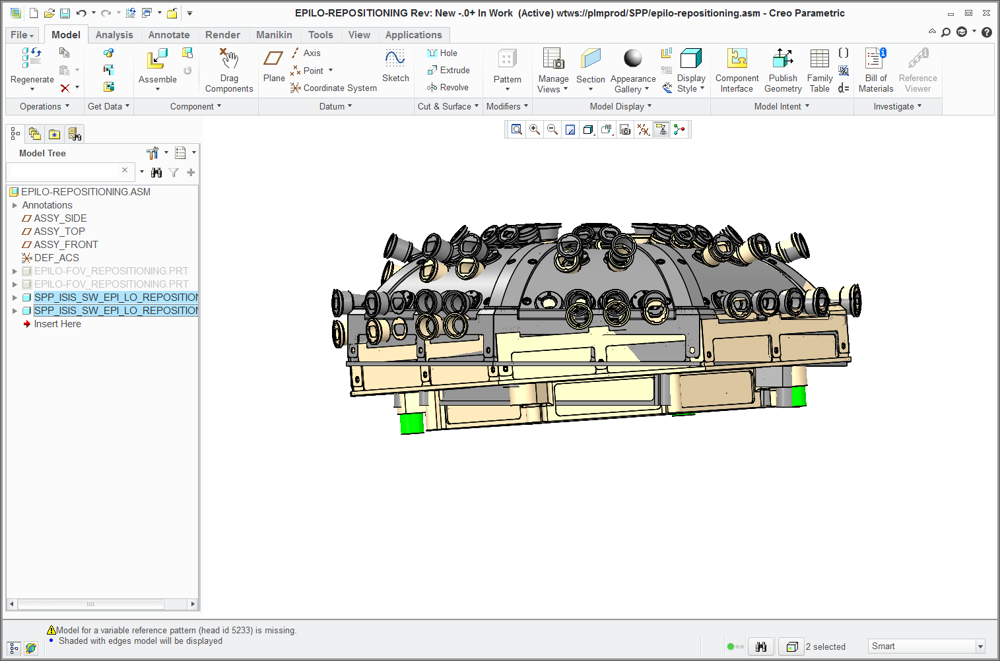 EPILO-REPOSITIONING Rev: New -.0+ In Work (Active) wtws://plmprod/SPP/epilo-repositioning.asm - Creo Parametric
File Model Analysis Annotate Render Manikin Tools View Applications
Regenerate
Assemble
Drag Components
Plane
Axis
Point
Coordinate System
Sketch
Hole
Extrude
Revolve
Pattern
Manage Views
Section
Appearance Gallery
Display Style
Component Interface
Publish Geometry
Family Table
Bill of Materials
Reference Viewer
Operations Get Data Component Datum Cut & Surface Modifiers Model Display Model Intent Investigate
Model Tree
EPILO-REPOSITIONING.ASM
Annotations
ASSY_SIDE
ASSY_TOP
ASSY_FRONT
DEF_ACS
EPILO-FOV_REPOSITIONING.PRT
EPILO-FOV_REPOSITIONING.PRT
SPP_ISIS_SW_EPI_LO_REPOSITION
SPP_ISIS_SW_EPI_LO_REPOSITION
Insert Here
Model for a variable reference pattern (head id 5233) is missing.
Shaded with edges model will be displayed
2 selected
Smart